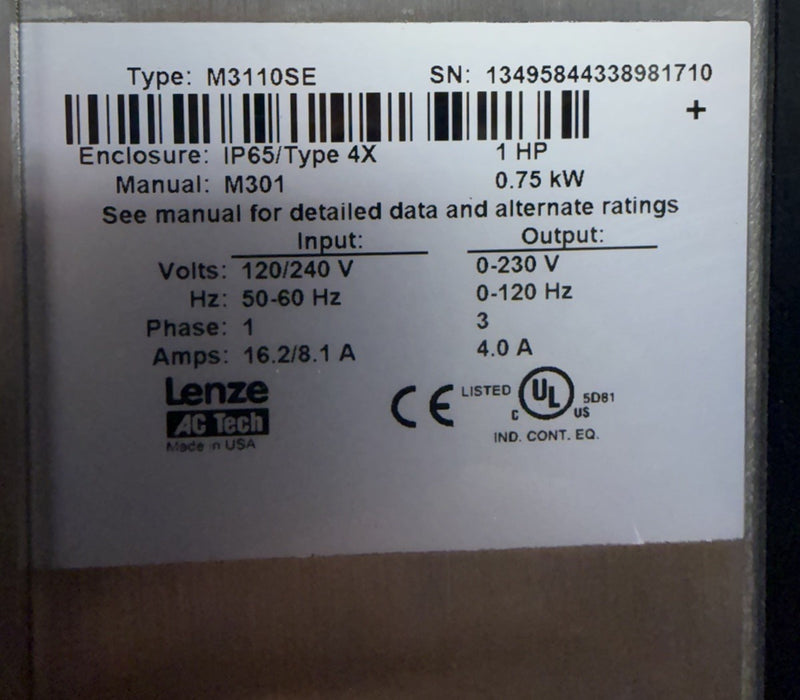 Type: M3110SE SN: 13495844338981710
+
Enclosure: IP65/Type 4X 1 HP
Manual: M301 0.75 kW
See manual for detailed data and alternate ratings
Input: Output:
Volts: 120/240 V 0-230 V
Hz: 50-60 Hz 0-120 Hz
Phase: 1 3
Amps: 16.2/8.1 A 4.0 A
Lenze
AC Tech
Made in USA
CE LISTED UL 5D81
C US
IND. CONT. EQ.